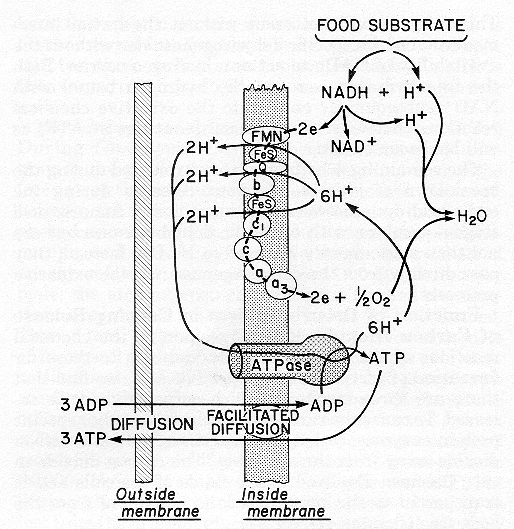 FOOD SUBSTRATE
NADH + H⁺
H⁺
NAD⁺
FMN
2e
FeS
Q
b
FeS
c₁
c
a
a₃
2H⁺
2H⁺
2H⁺
6H⁺
H₂O
2e + ½O₂
6H⁺
ATPase
ATP
3 ADP
DIFFUSION
FACILITATED
DIFFUSION
ADP
3 ATP
Outside
membrane
Inside
membrane